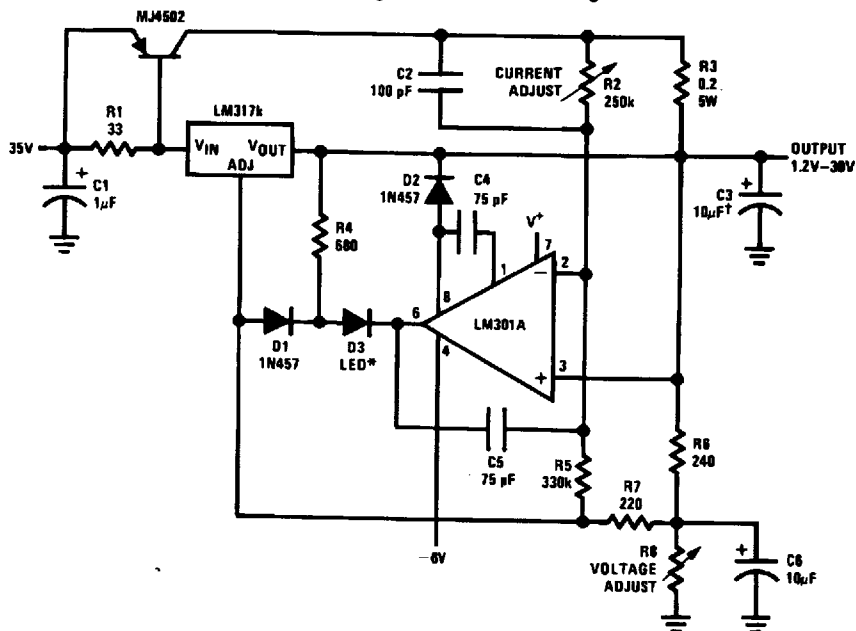 MJ4502
R1
33
35V
C1
1μF
LM317k
VIN
VOUT
ADJ
C2
100 pF
CURRENT
ADJUST
R2
250k
R3
0.2
5W
OUTPUT
1.2V–30V
C3
10μF†
D2
1N457
C4
75 pF
R4
680
V+
7
2
1
8
6
4
3
−
+
LM301A
D1
1N457
D3
LED*
C5
75 pF
R5
330k
R7
220
R6
240
−6V
R8
VOLTAGE
ADJUST
C6
10μF